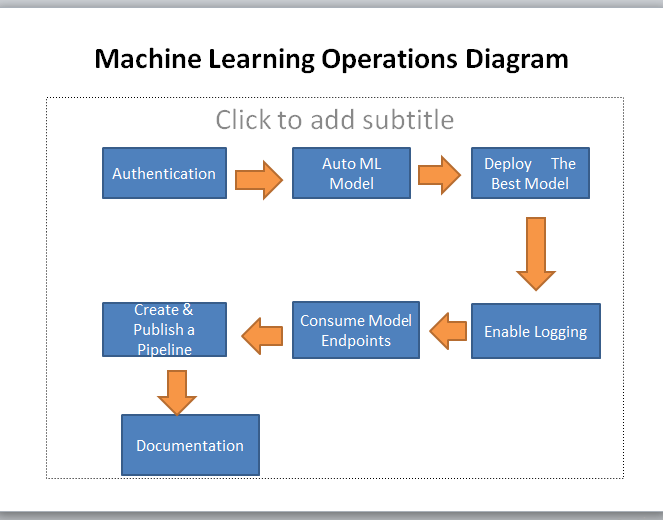 Machine Learning Operations Diagram
Click to add subtitle
Authentication
Auto ML
Model
Deploy The
Best Model
Enable Logging
Consume Model
Endpoints
Create &
Publish a
Pipeline
Documentation